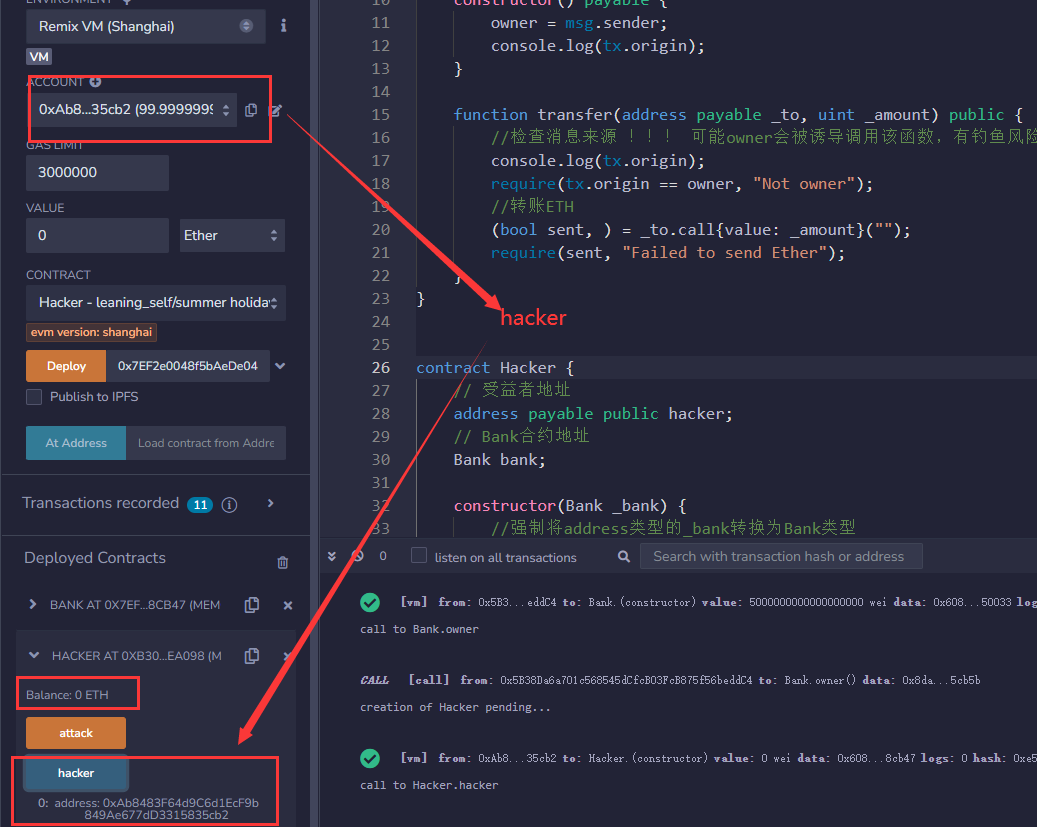 ENVIRONMENT
Remix VM (Shanghai)
VM
ACCOUNT
0xAb8...35cb2 (99.9999999
GAS LIMIT
3000000
VALUE
0
Ether
CONTRACT
Hacker - leaning_self/summer holiday
evm version: shanghai
Deploy
0x7EF2e0048f5bAeDe04
Publish to IPFS
At Address
Load contract from Addre
Transactions recorded 11
Deployed Contracts
BANK AT 0X7EF...8CB47 (MEM
HACKER AT 0XB30...EA098 (M
Balance: 0 ETH
attack
hacker
0: address: 0xAb8483F64d9C6d1EcF9b
849Ae677dD3315835cb2
10 constructor() payable {
11 owner = msg.sender;
12 console.log(tx.origin);
13 }
14
15 function transfer(address payable _to, uint _amount) public {
16 //检查消息来源 ！！！ 可能owner会被诱导调用该函数，有钓鱼风险
17 console.log(tx.origin);
18 require(tx.origin == owner, "Not owner");
19 //转账ETH
20 (bool sent, ) = _to.call{value: _amount}("");
21 require(sent, "Failed to send Ether");
22 }
23 }
24
hacker
25
26 contract Hacker {
27 // 受益者地址
28 address payable public hacker;
29 // Bank合约地址
30 Bank bank;
31
32 constructor(Bank _bank) {
33 //强制将address类型的_bank转换为Bank类型
0 listen on all transactions
Search with transaction hash or address
[vm] from: 0x5B3...eddC4 to: Bank.(constructor) value: 5000000000000000000 wei data: 0x608...50033 log
call to Bank.owner
CALL [call] from: 0x5B38Da6a701c568545dCfcB03FcB875f56beddC4 to: Bank.owner() data: 0x8da...5cb5b
creation of Hacker pending...
[vm] from: 0xAb8...35cb2 to: Hacker.(constructor) value: 0 wei data: 0x608...8cb47 logs: 0 hash: 0xe5
call to Hacker.hacker